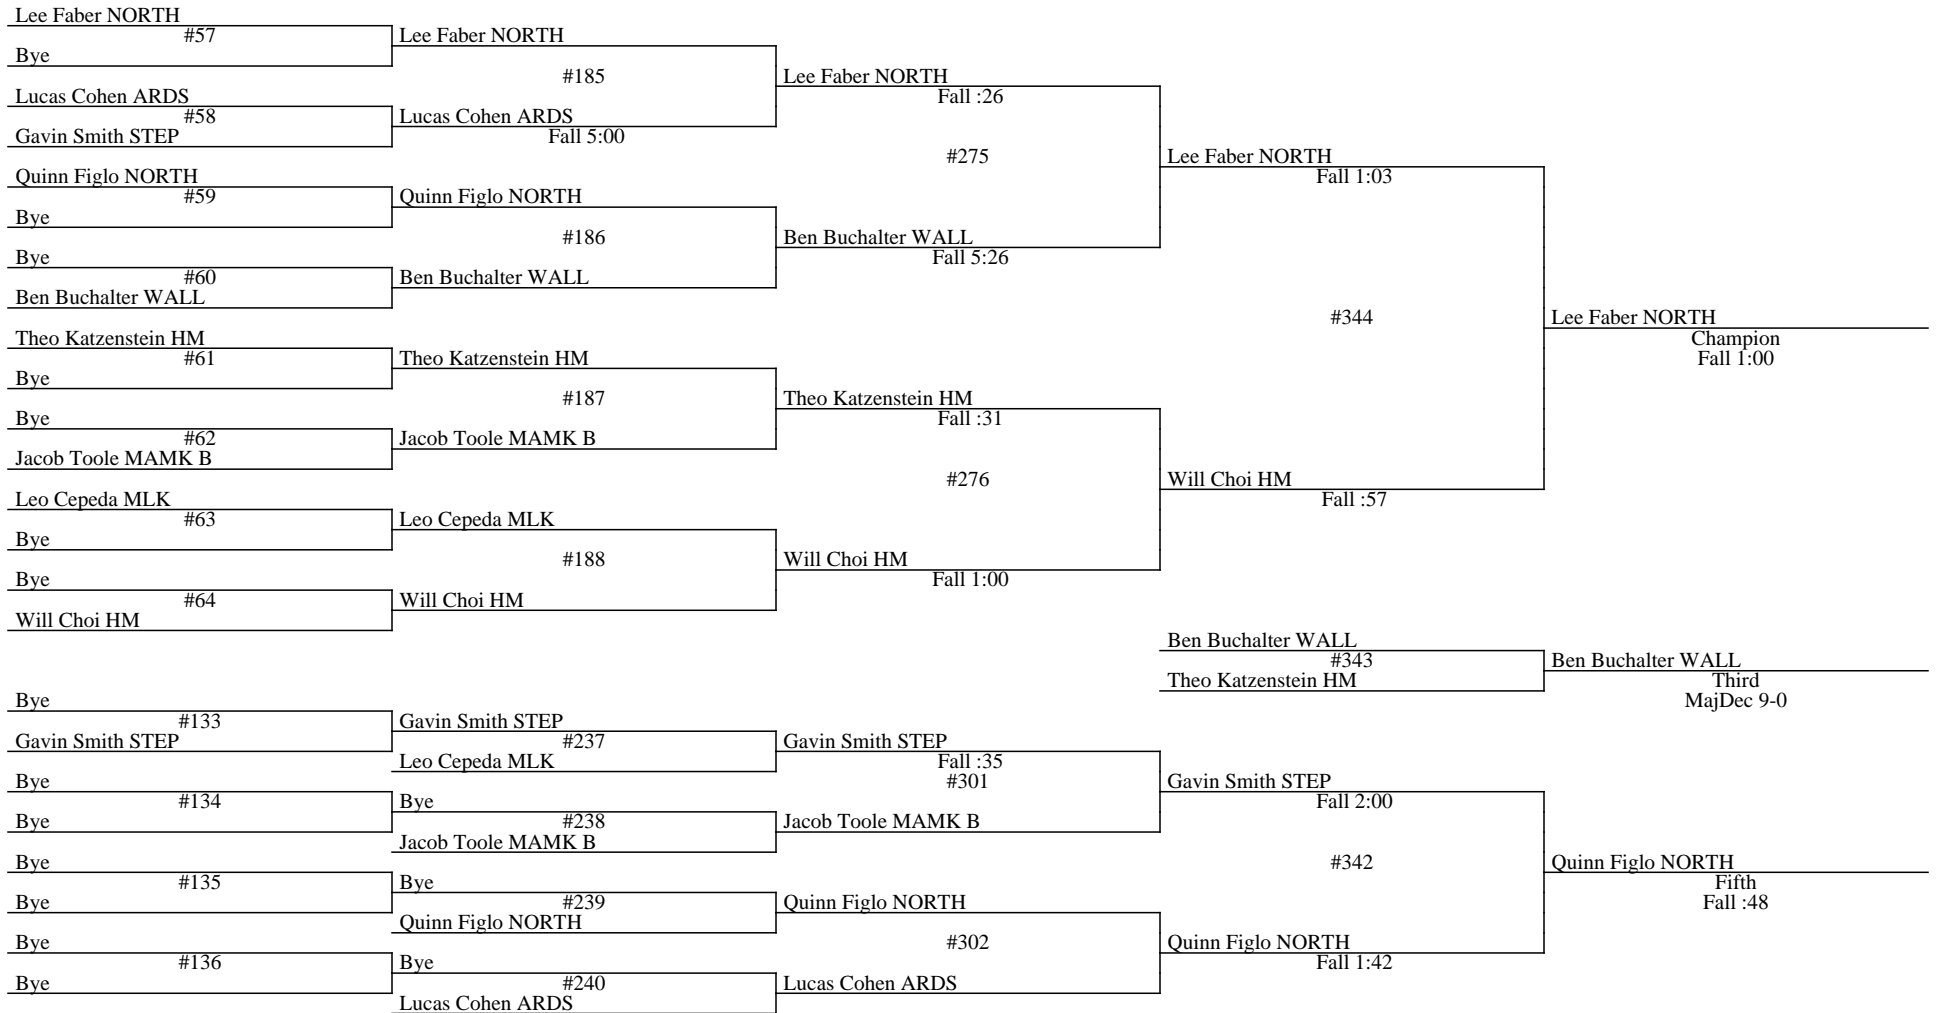 Lee Faber NORTH
#57
Bye
Lee Faber NORTH
#185
Lucas Cohen ARDS
#58
Gavin Smith STEP
Lucas Cohen ARDS
Fall 5:00
Lee Faber NORTH
Fall :26
#275
Quinn Figlo NORTH
#59
Bye
Quinn Figlo NORTH
#186
Bye
#60
Ben Buchalter WALL
Ben Buchalter WALL
Ben Buchalter WALL
Fall 5:26
Lee Faber NORTH
Fall 1:03
#344
Theo Katzenstein HM
#61
Bye
Theo Katzenstein HM
#187
Bye
#62
Jacob Toole MAMK B
Jacob Toole MAMK B
Theo Katzenstein HM
Fall :31
#276
Leo Cepeda MLK
#63
Bye
Leo Cepeda MLK
#188
Bye
#64
Will Choi HM
Will Choi HM
Will Choi HM
Fall 1:00
Will Choi HM
Fall :57
Lee Faber NORTH
Champion
Fall 1:00
Ben Buchalter WALL
#343
Theo Katzenstein HM
Ben Buchalter WALL
Third
MajDec 9-0
Bye
#133
Gavin Smith STEP
Gavin Smith STEP
#237
Leo Cepeda MLK
Gavin Smith STEP
Fall :35
#301
Bye
#134
Bye
Bye
#238
Jacob Toole MAMK B
Jacob Toole MAMK B
Gavin Smith STEP
Fall 2:00
#342
Bye
#135
Bye
Bye
#239
Quinn Figlo NORTH
Quinn Figlo NORTH
#302
Bye
#136
Bye
Bye
#240
Lucas Cohen ARDS
Lucas Cohen ARDS
Quinn Figlo NORTH
Fall 1:42
Quinn Figlo NORTH
Fifth
Fall :48